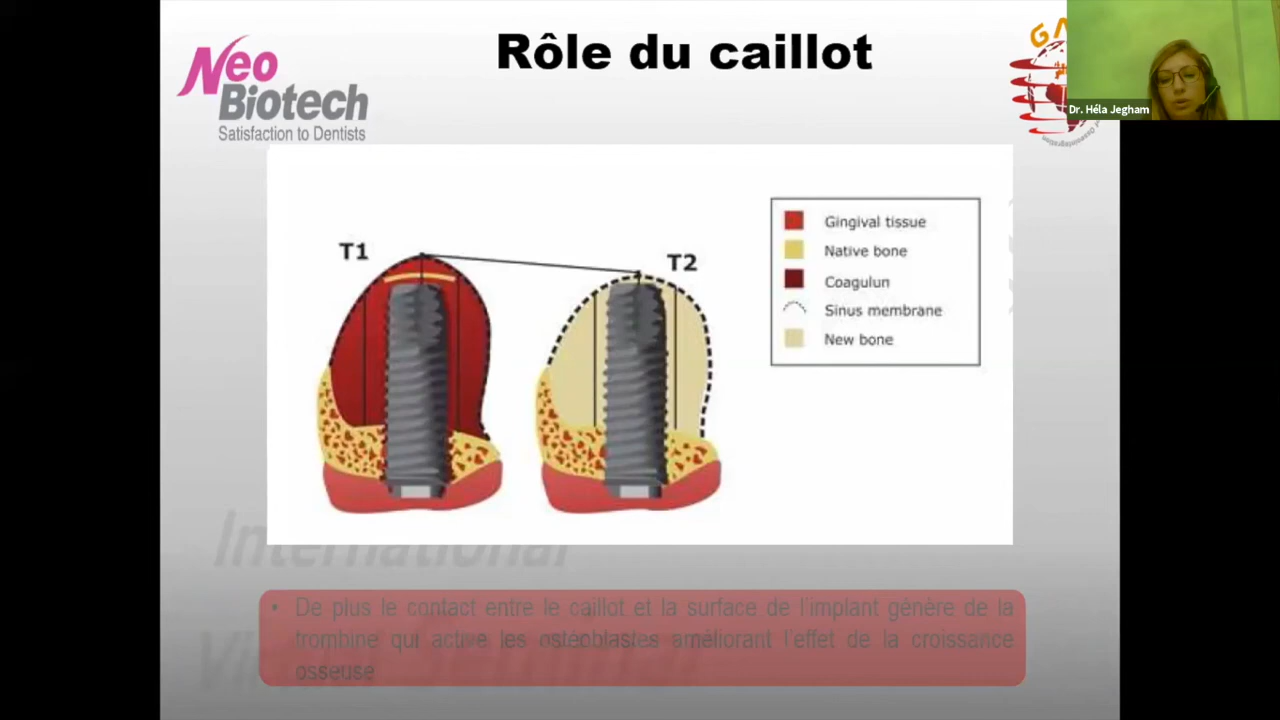 Rôle du caillot
Neo
Biotech
Satisfaction to Dentists
Dr. Héla Jegham
T1
T2
Gingival tissue
Native bone
Coagulun
Sinus membrane
New bone
International
De plus le contact entre le caillot et la surface de l'implant génère de la
trombine qui active les ostéoblastes améliorant l'effet de la croissance
osseuse